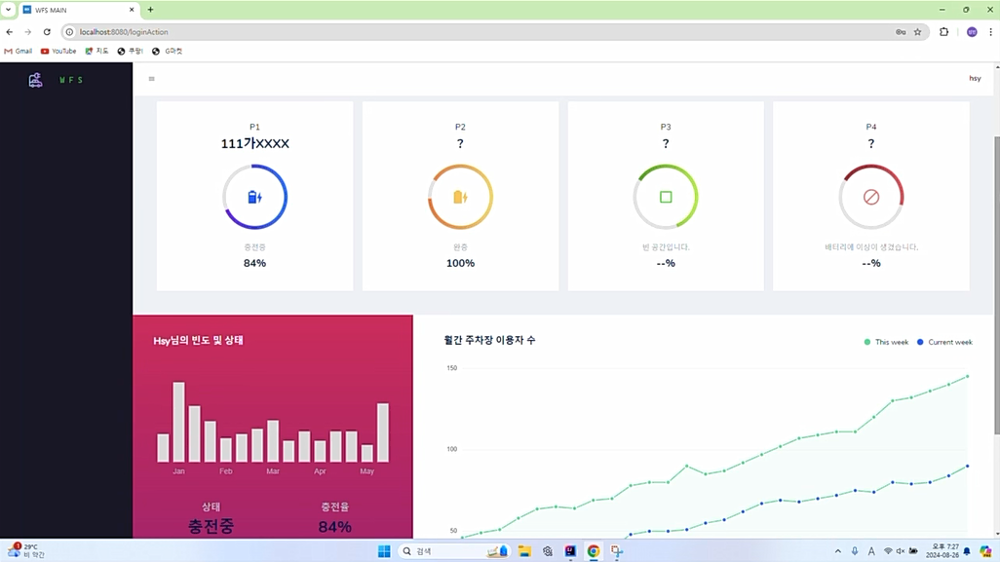 WFS MAIN
localhost:8080/loginAction
Gmail
YouTube
지도
쿠팡!
G마켓
W F S
hsy
P1
111가XXXX
충전중
84%
P2
?
완충
100%
P3
?
빈 공간입니다.
--%
P4
?
배터리에 이상이 생겼습니다.
--%
Hsy님의 빈도 및 상태
Jan Feb Mar Apr May
상태
충전중
충전율
84%
월간 주차장 이용자 수
This week
Current week
150
100
50
1
29°C
비 약간
검색
A
오후 7:27
2024-08-26